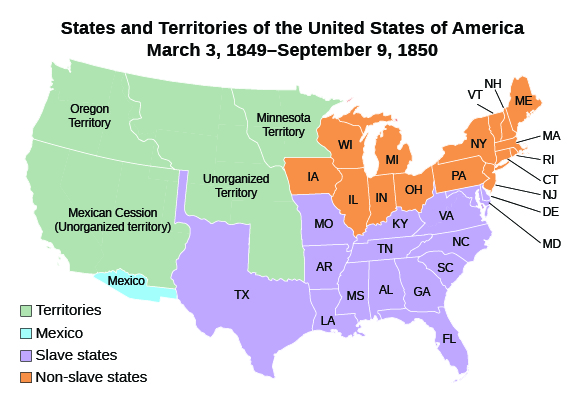 States and Territories of the United States of America
March 3, 1849–September 9, 1850
Oregon
Territory
Minnesota
Territory
Unorganized
Territory
Mexican Cession
(Unorganized territory)
Mexico
NH
VT
ME
WI
MI
NY
MA
RI
CT
NJ
DE
MD
IA
IL
IN
OH
PA
MO
KY
VA
TN
NC
AR
SC
TX
LA
MS
AL
GA
FL
Territories
Mexico
Slave states
Non-slave states